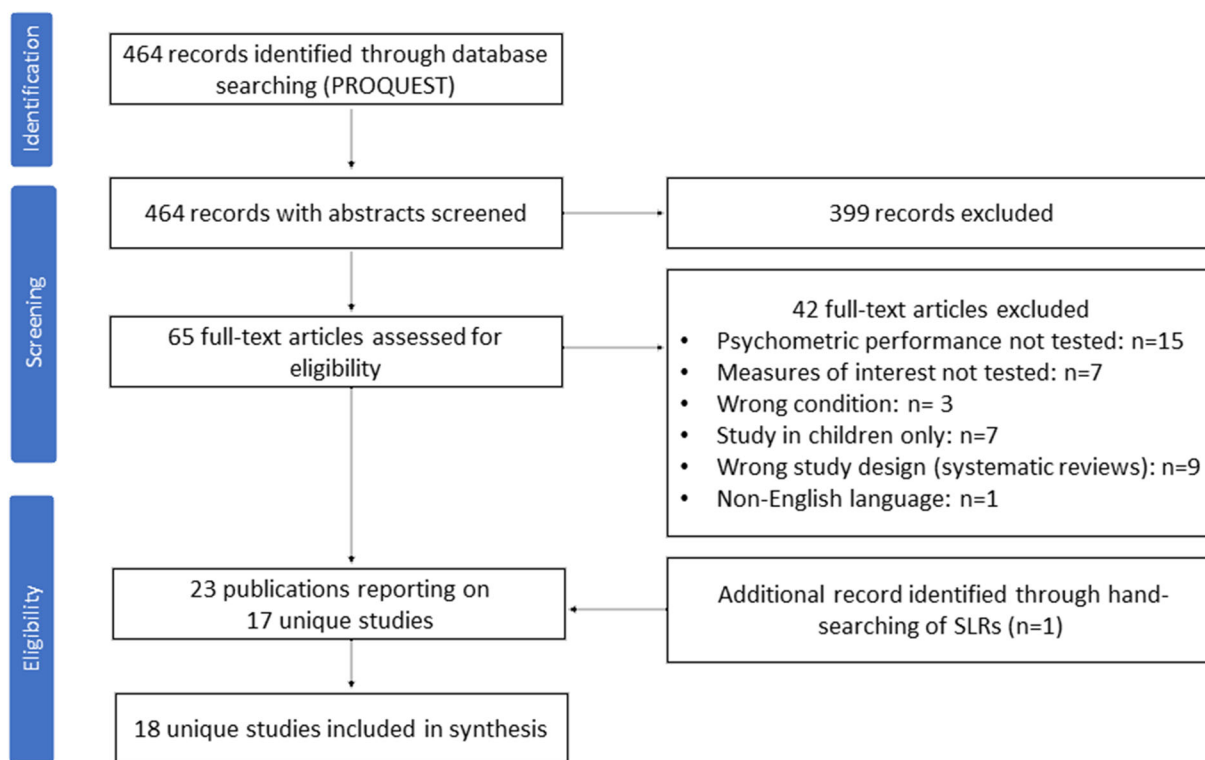 Identification
464 records identified through database
searching (PROQUEST)
Screening
464 records with abstracts screened
399 records excluded
65 full-text articles assessed for
eligibility
42 full-text articles excluded
• Psychometric performance not tested: n=15
• Measures of interest not tested: n=7
• Wrong condition: n= 3
• Study in children only: n=7
• Wrong study design (systematic reviews): n=9
• Non-English language: n=1
Eligibility
23 publications reporting on
17 unique studies
Additional record identified through hand-
searching of SLRs (n=1)
18 unique studies included in synthesis